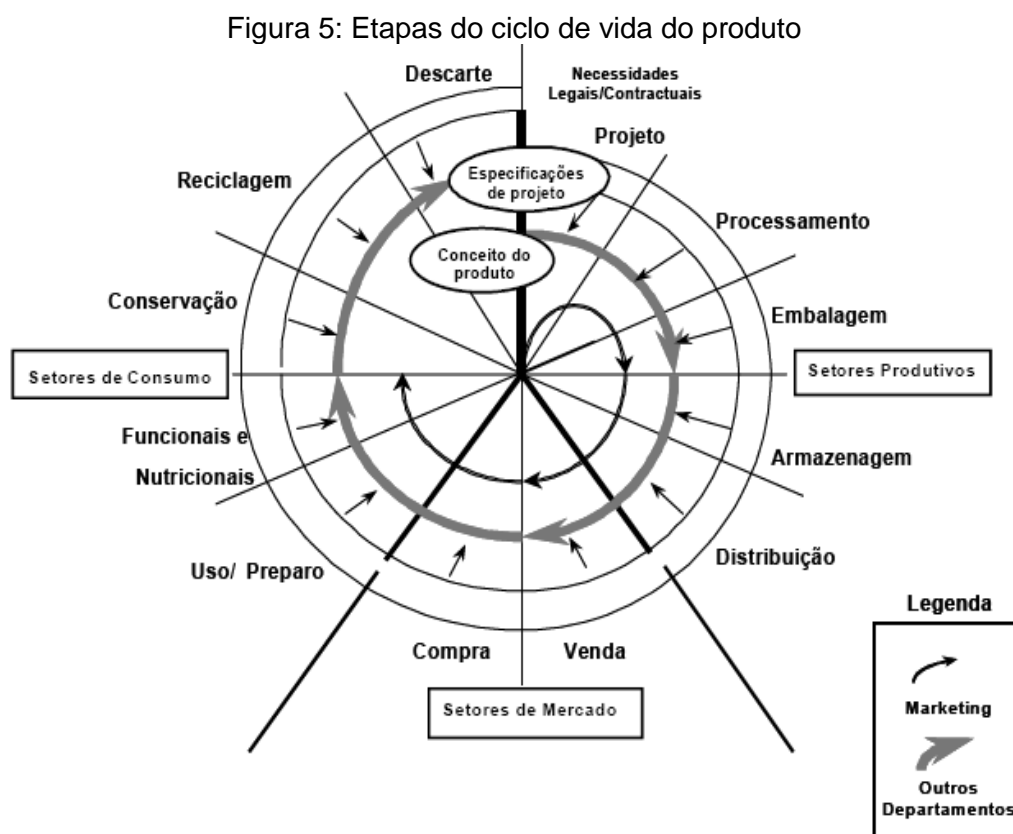 Figura 5: Etapas do ciclo de vida do produto
Descarte
Necessidades
Legais/Contractuais
Projeto
Especificações
de projeto
Reciclagem
Processamento
Conceito do
produto
Conservação
Embalagem
Setores de Consumo
Setores Produtivos
Funcionais e
Nutricionais
Armazenagem
Uso/ Preparo
Distribuição
Compra
Venda
Setores de Mercado
Legenda
Marketing
Outros
Departamentos